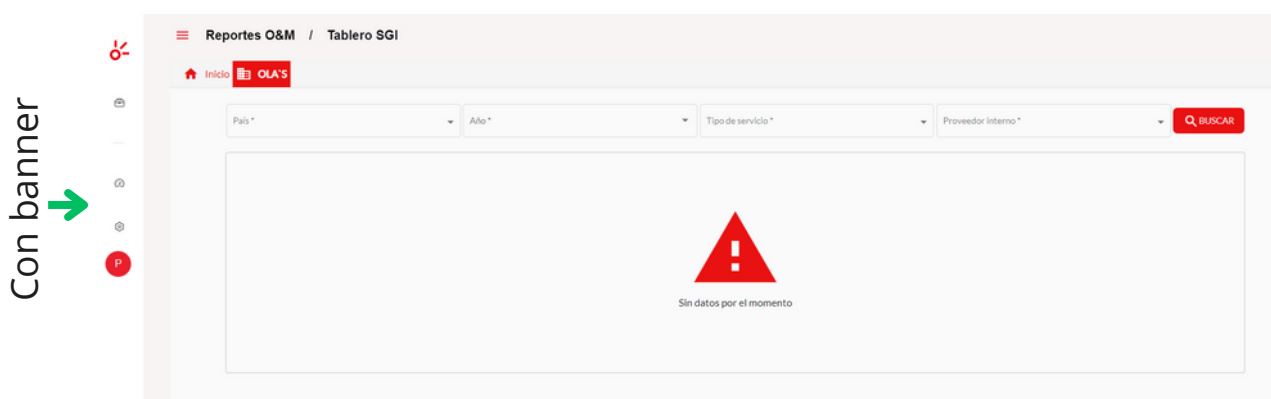 Con banner
Reportes O&M / Tablero SGI
Inicio OLA`S
País * Año * Tipo de servicio * Proveedor interno * BUSCAR
P
Sin datos por el momento